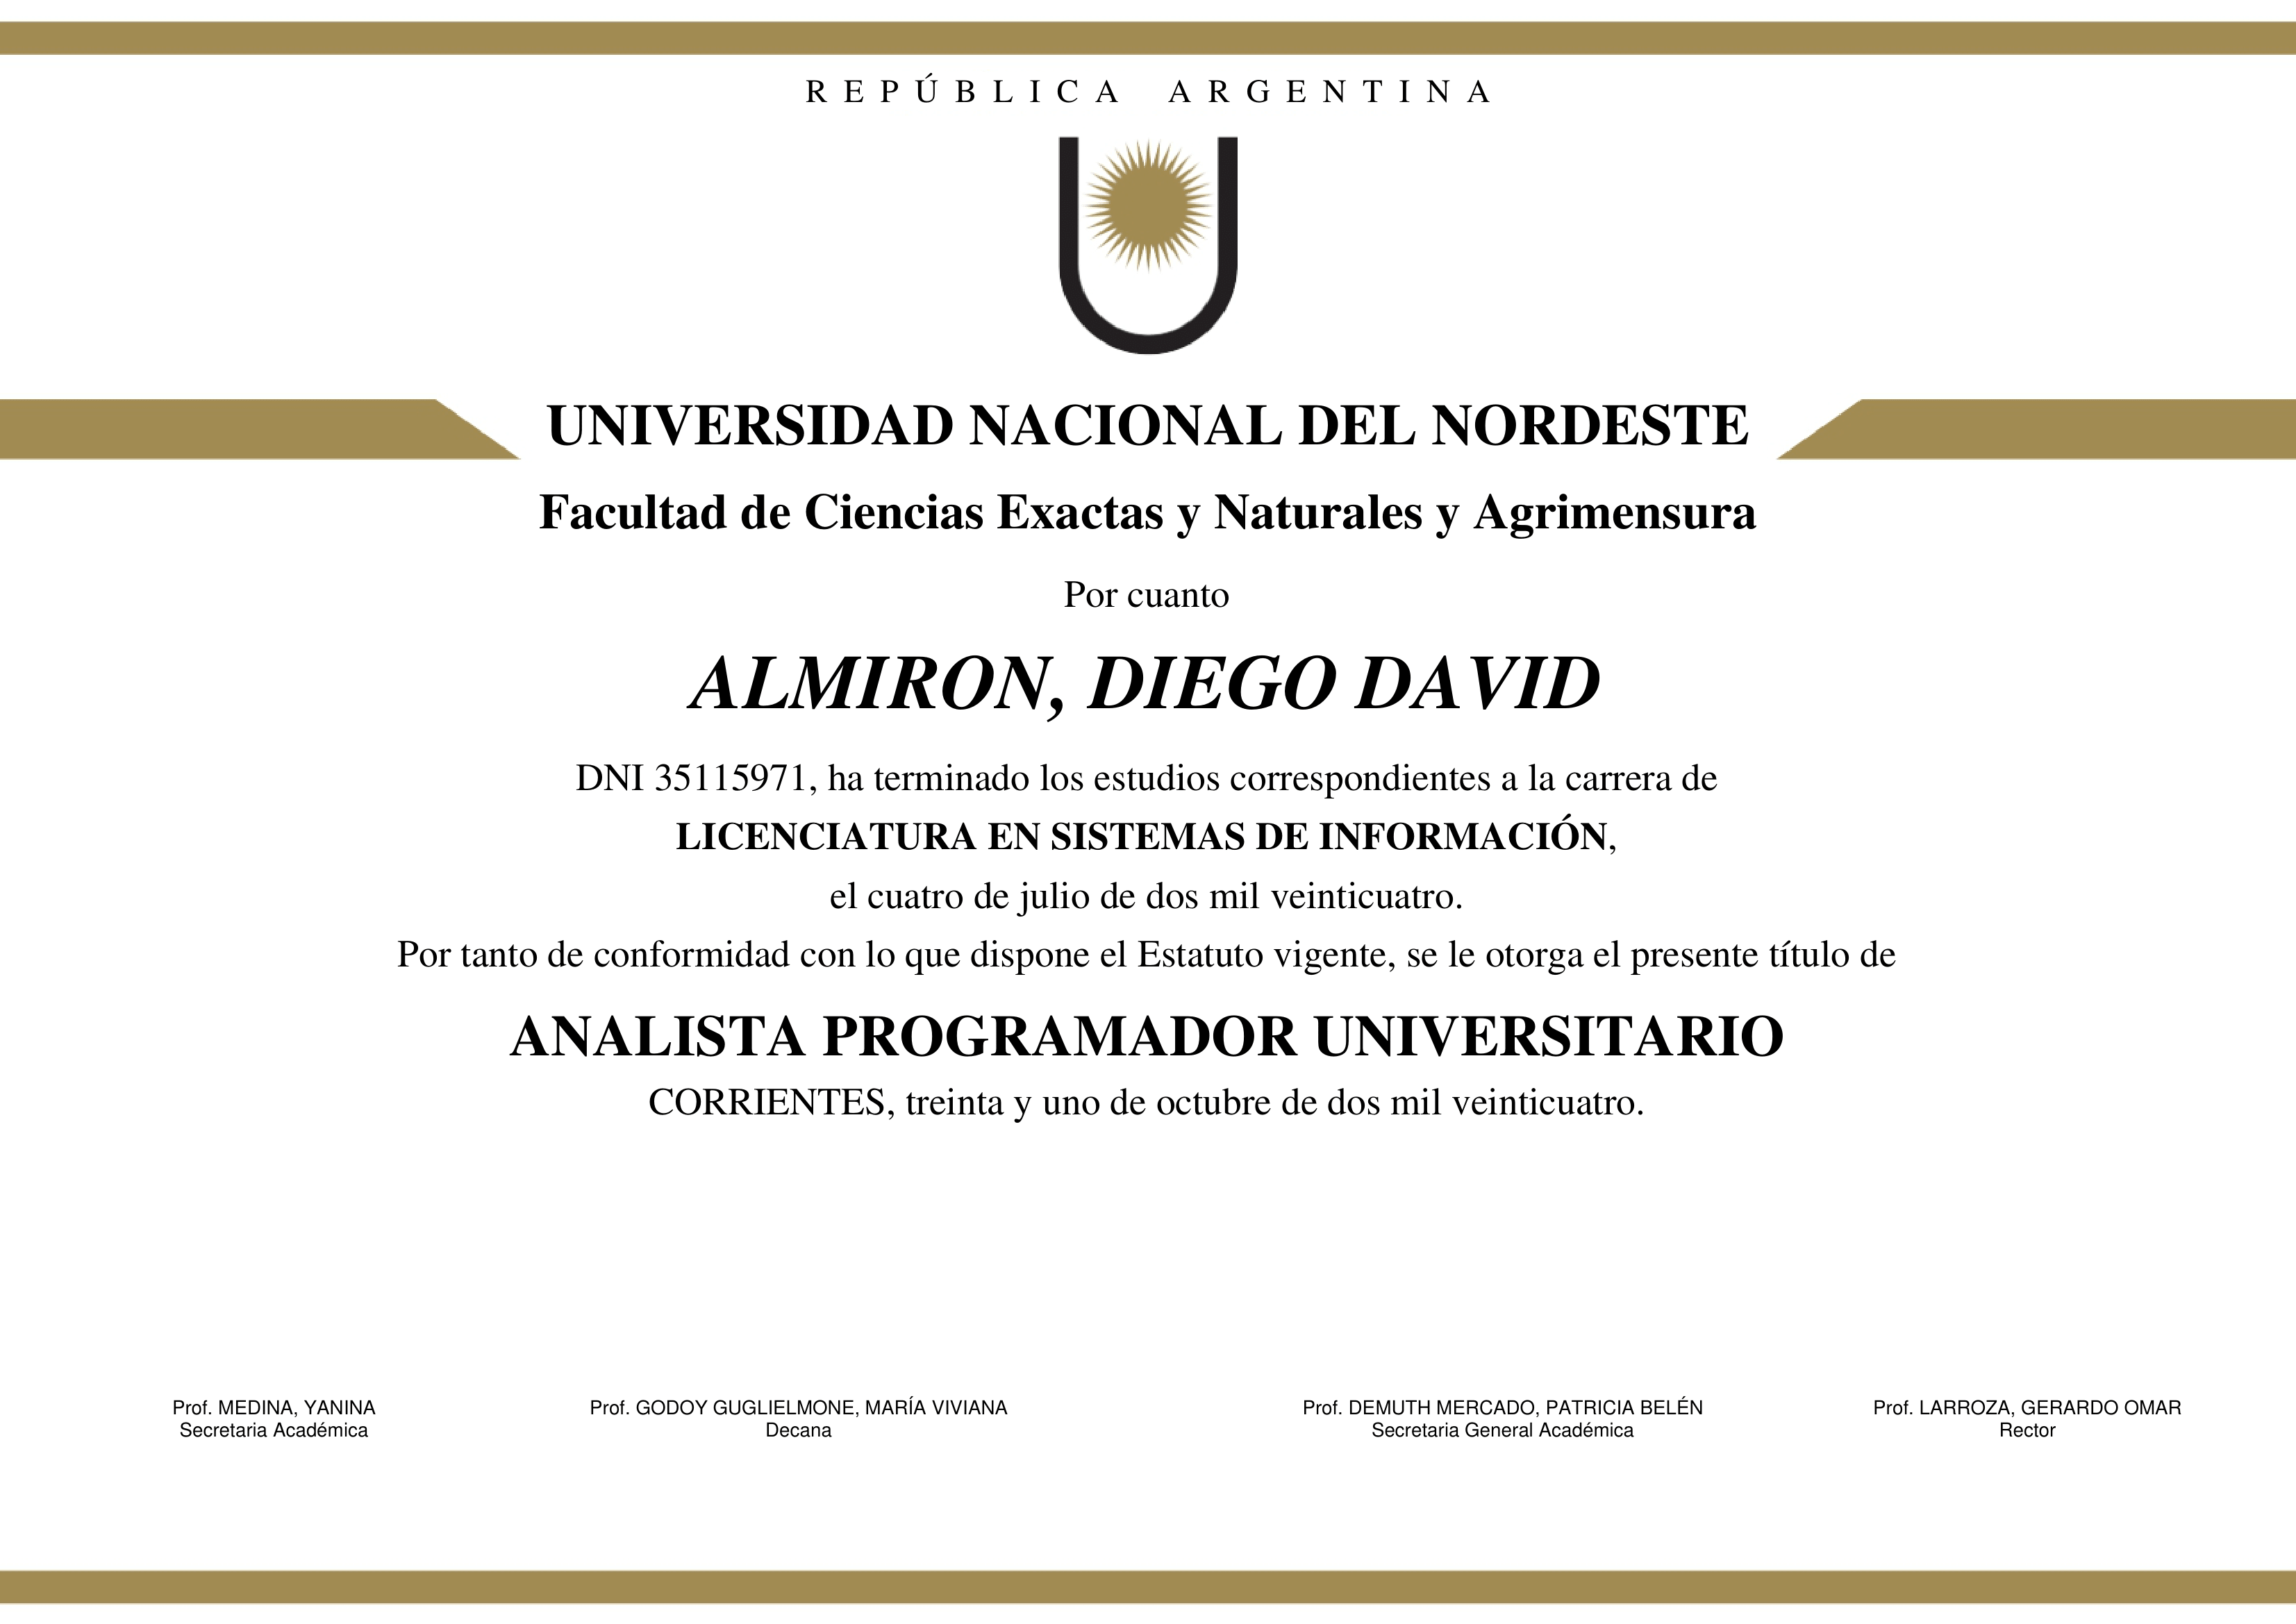 REPÚBLICA ARGENTINA
UNIVERSIDAD NACIONAL DEL NORDESTE
Facultad de Ciencias Exactas y Naturales y Agrimensura
Por cuanto
ALMIRON, DIEGO DAVID
DNI 35115971, ha terminado los estudios correspondientes a la carrera de
LICENCIATURA EN SISTEMAS DE INFORMACIÓN,
el cuatro de julio de dos mil veinticuatro.
Por tanto de conformidad con lo que dispone el Estatuto vigente, se le otorga el presente título de
ANALISTA PROGRAMADOR UNIVERSITARIO
CORRIENTES, treinta y uno de octubre de dos mil veinticuatro.
Prof. MEDINA, YANINA
Secretaria Académica
Prof. GODOY GUGLIELMONE, MARÍA VIVIANA
Decana
Prof. DEMUTH MERCADO, PATRICIA BELÉN
Secretaria General Académica
Prof. LARROZA, GERARDO OMAR
Rector